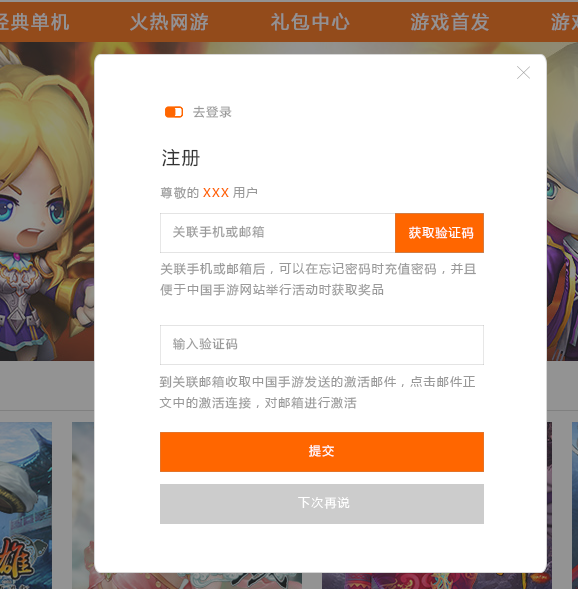 经典单机 火热网游 礼包中心 游戏首发 游戏
去登录
注册
尊敬的 XXX 用户
关联手机或邮箱 获取验证码
关联手机或邮箱后，可以在忘记密码时充值密码，并且
便于中国手游网站举行活动时获取奖品
输入验证码
到关联邮箱收取中国手游发送的激活邮件，点击邮件正
文中的激活连接，对邮箱进行激活
提交
下次再说
雄